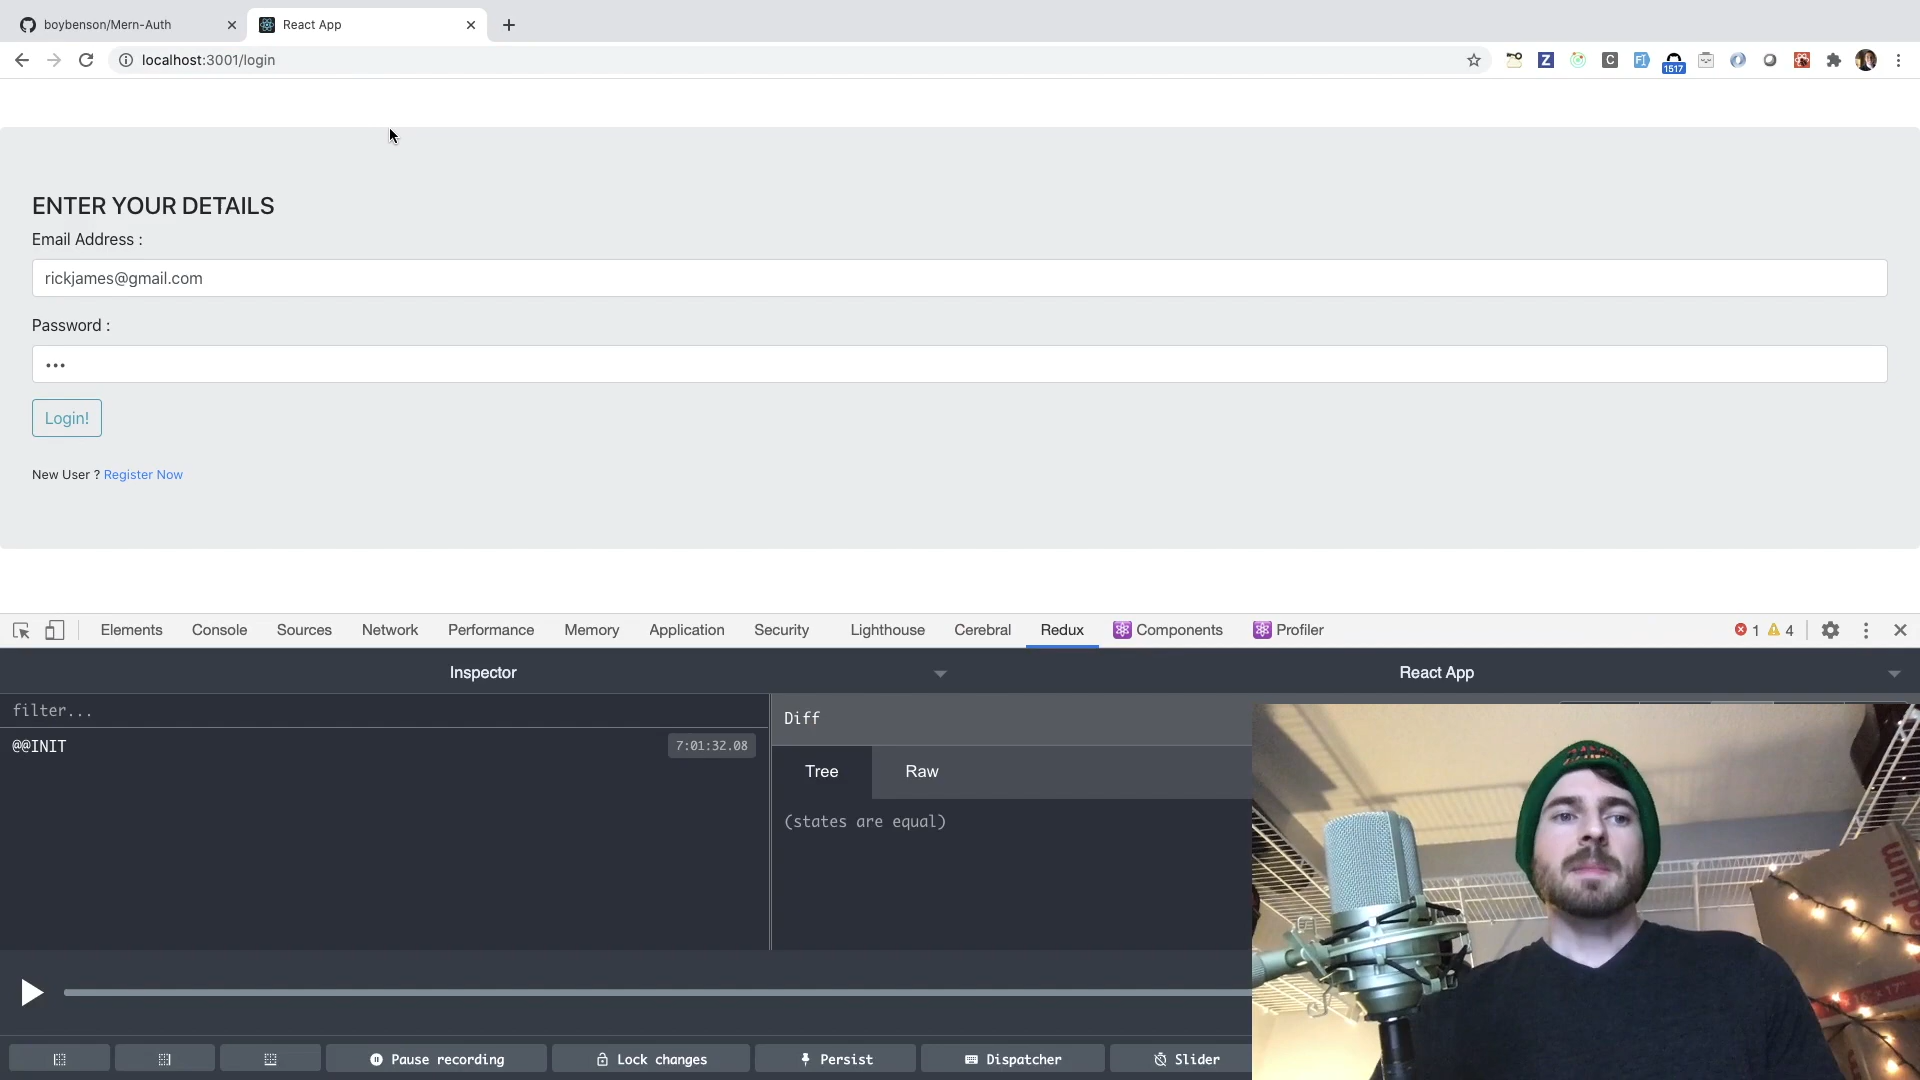 boybenson/Mern-Auth
React App
localhost:3001/login
Z
C
1517
ENTER YOUR DETAILS
Email Address :
rickjames@gmail.com
Password :
•••
Login!
New User ? Register Now
Elements Console Sources Network Performance Memory Application Security Lighthouse Cerebral Redux Components Profiler 1 4
Inspector
React App
filter...
@@INIT 7:01:32.08
Diff
Tree Raw
(states are equal)
Pause recording Lock changes Persist Dispatcher Slider